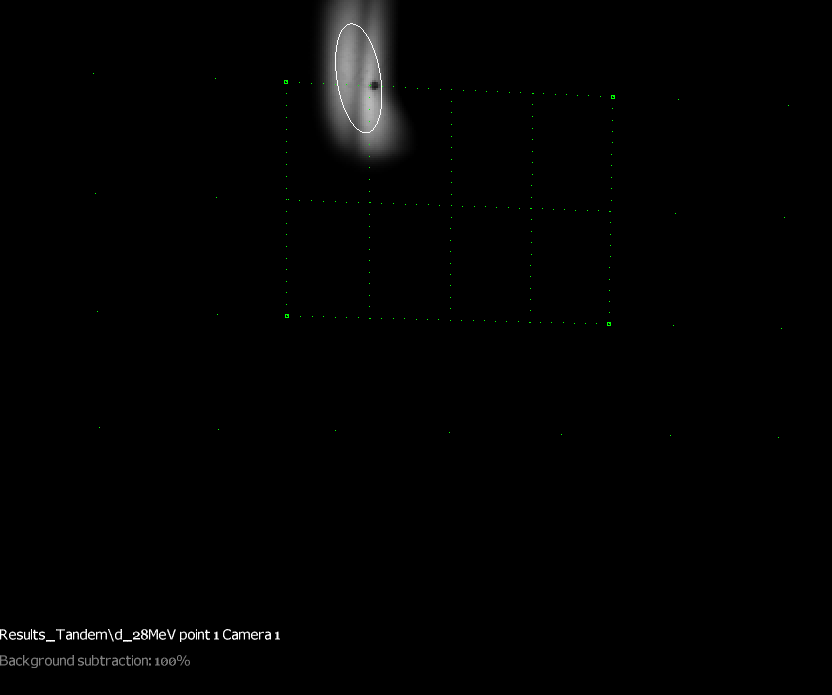 Results_Tandem\d_28MeV point 1 Camera 1
Background subtraction: 100%